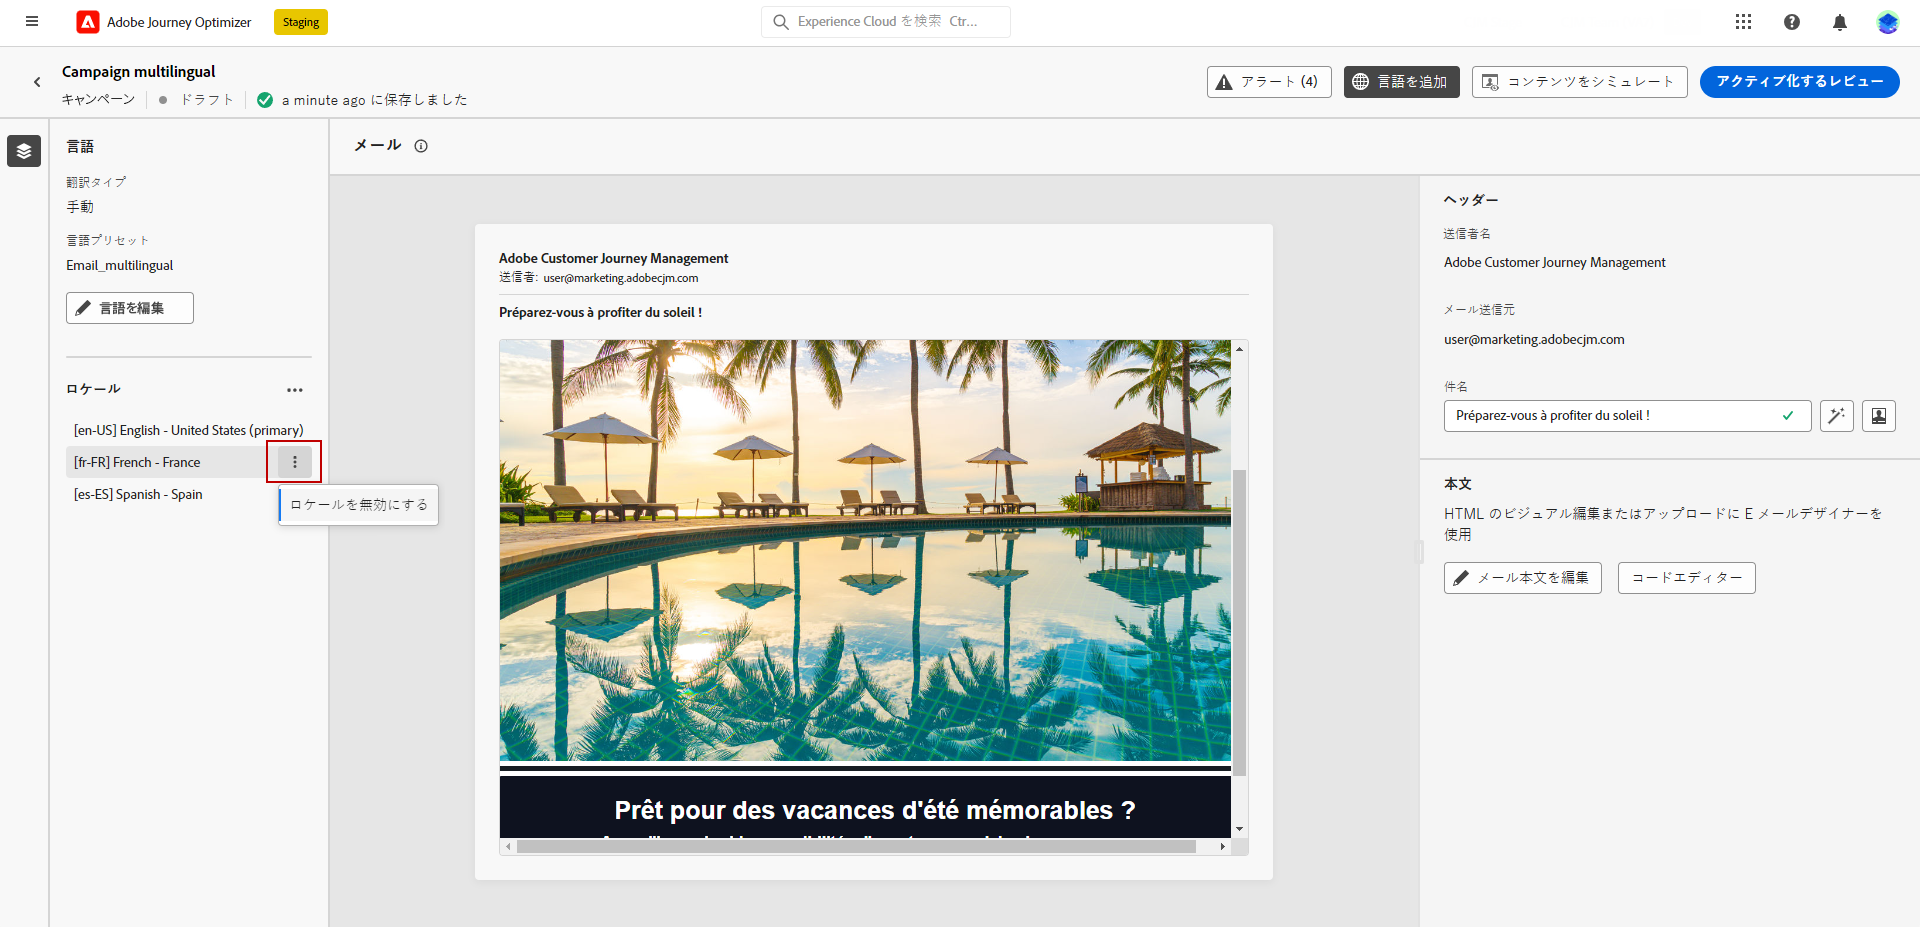 Adobe Journey Optimizer
Staging
Experience Cloud を検索 Ctr...
Campaign multilingual
キャンペーン
ドラフト
a minute ago に保存しました
アラート (4)
言語を追加
コンテンツをシミュレート
アクティブ化するレビュー
言語
翻訳タイプ
手動
言語プリセット
Email_multilingual
言語を編集
ロケール
[en-US] English - United States (primary)
[fr-FR] French - France
[es-ES] Spanish - Spain
ロケールを無効にする
メール
Adobe Customer Journey Management
送信者: user@marketing.adobecjm.com
Préparez-vous à profiter du soleil !
Prêt pour des vacances d'été mémorables ?
ヘッダー
送信者名
Adobe Customer Journey Management
メール送信元
user@marketing.adobecjm.com
件名
Préparez-vous à profiter du soleil !
本文
HTML のビジュアル編集またはアップロードに E メールデザイナーを
使用
メール本文を編集
コードエディター